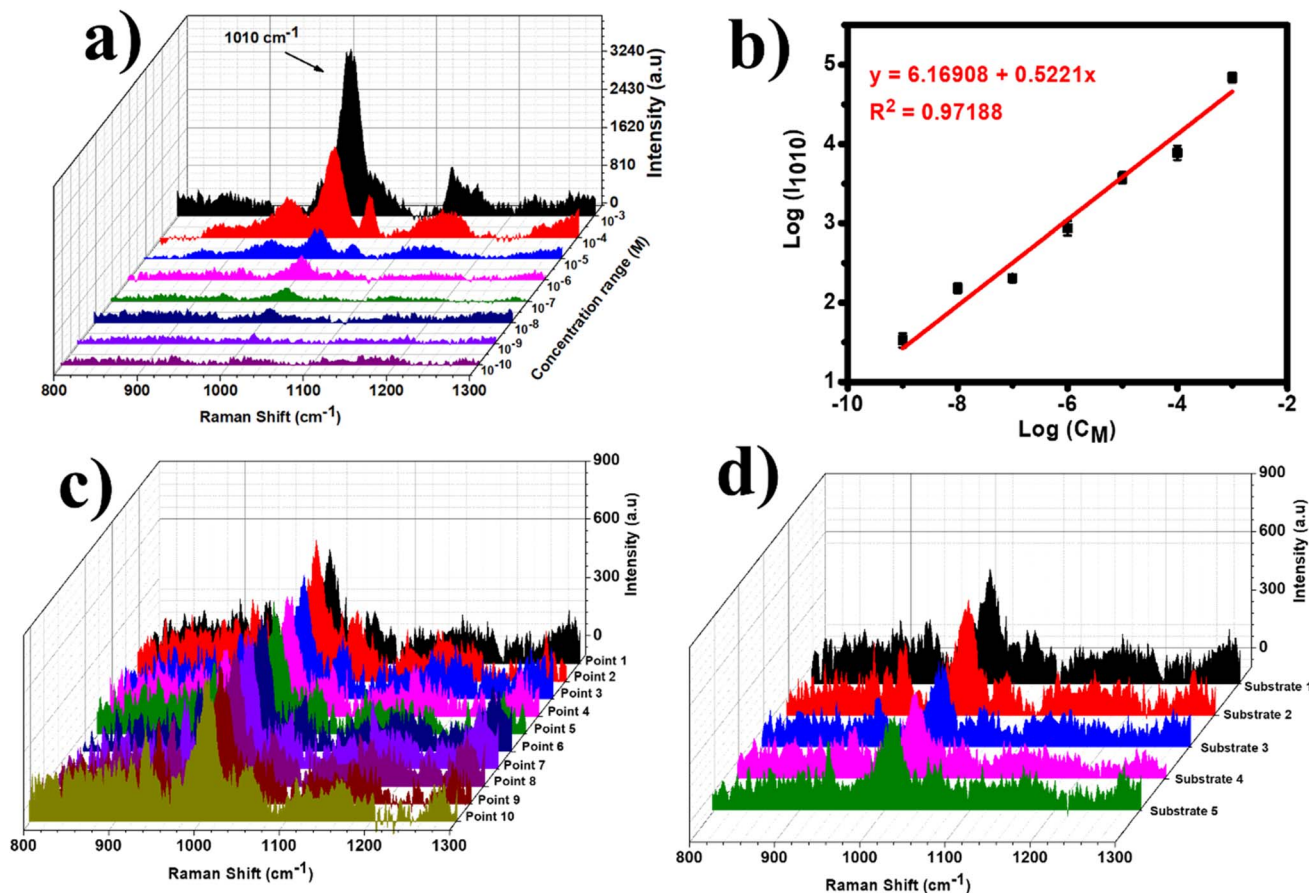 a)
1010 cm-1
3240
2430
1620
810
0
Intensity (a.u)
10-3
10-4
10-5
10-6
10-7
10-8
10-9
10-10
Concentration range (M)
800
900
1000
1100
1200
1300
Raman Shift (cm-1)
b)
y = 6.16908 + 0.5221x
R2 = 0.97188
5
4
3
2
1
Log (I1010)
-10
-8
-6
-4
-2
Log (CM)
c)
900
600
300
0
Intensity (a.u)
Point 1
Point 2
Point 3
Point 4
Point 5
Point 6
Point 7
Point 8
Point 9
Point 10
800
900
1000
1100
1200
1300
Raman Shift (cm-1)
d)
900
600
300
0
Intensity (a.u)
Substrate 1
Substrate 2
Substrate 3
Substrate 4
Substrate 5
800
900
1000
1100
1200
1300
Raman Shift (cm-1)